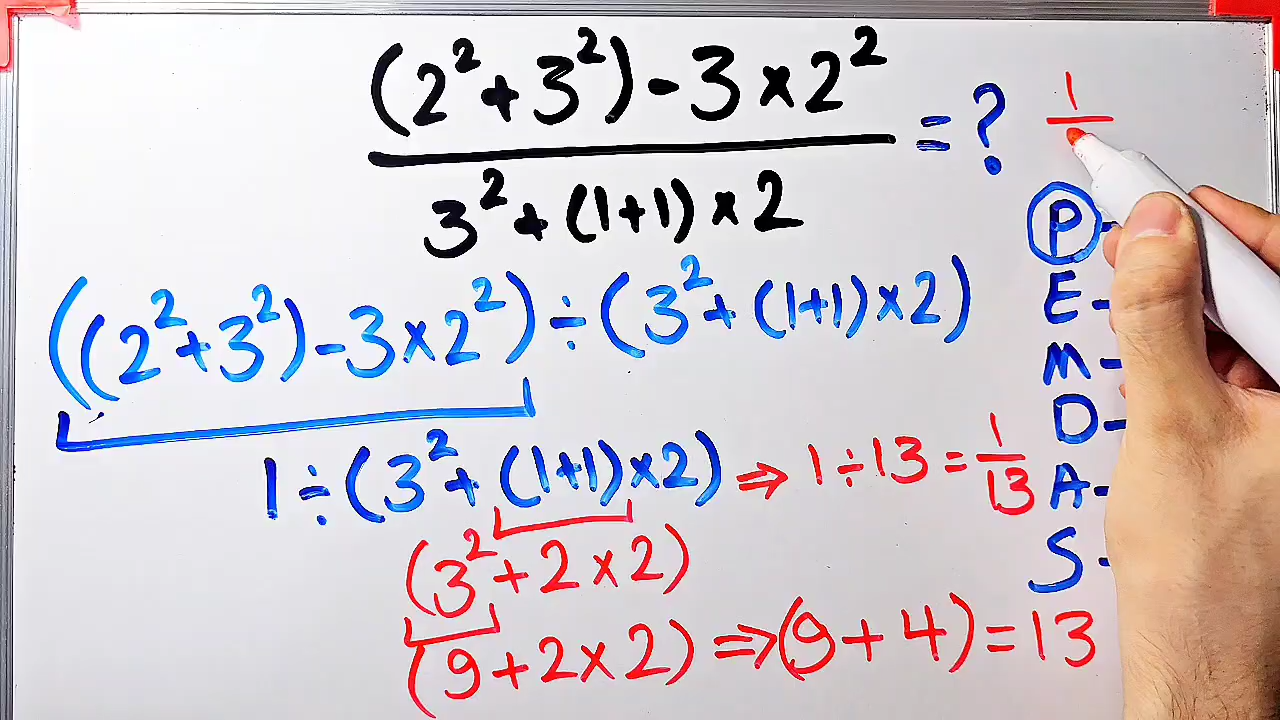 (2² + 3²) - 3 × 2²
3² + (1+1) × 2
= ?
1
P -
E -
M -
D -
A -
S -
((2² + 3²) - 3 × 2²) ÷ (3² + (1+1) × 2)
1 ÷ (3² + (1+1) × 2) ⇒ 1 ÷ 13 = 1/13
(3² + 2 × 2)
(9 + 2 × 2) ⇒ (9 + 4) = 13